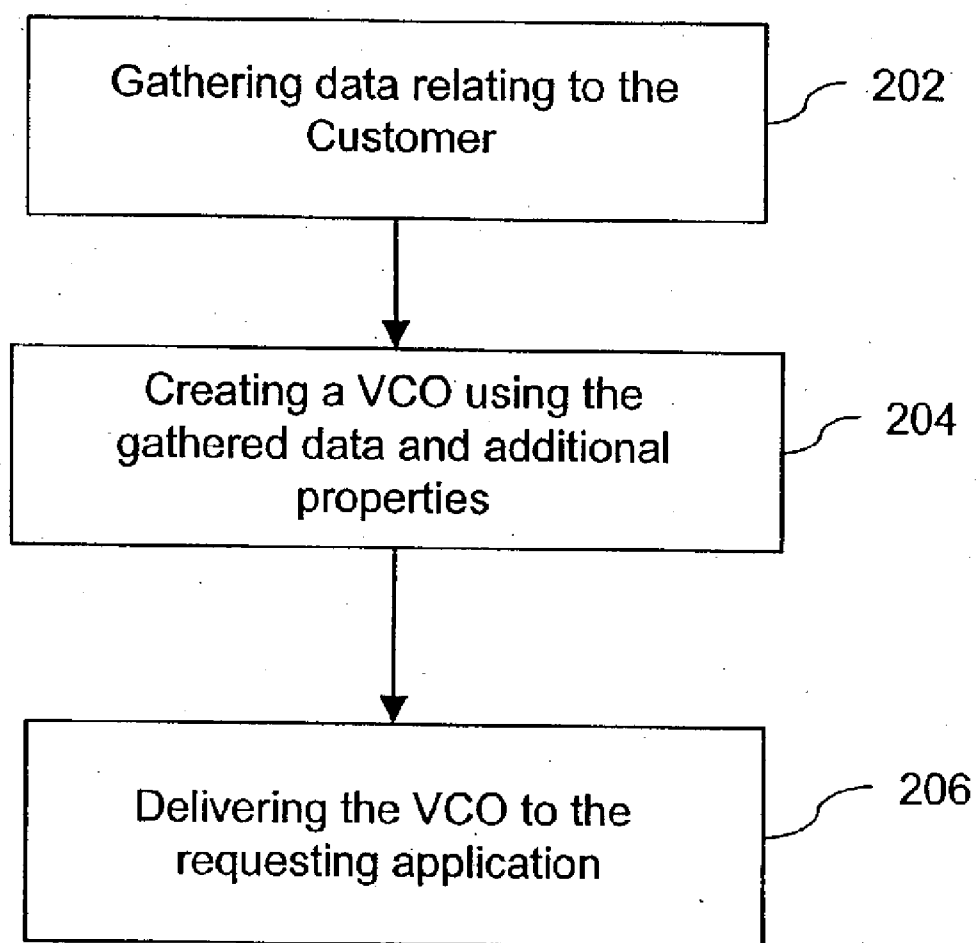 Gathering data relating to the
Customer
202
Creating a VCO using the
gathered data and additional
properties
204
Delivering the VCO to the
requesting application
206